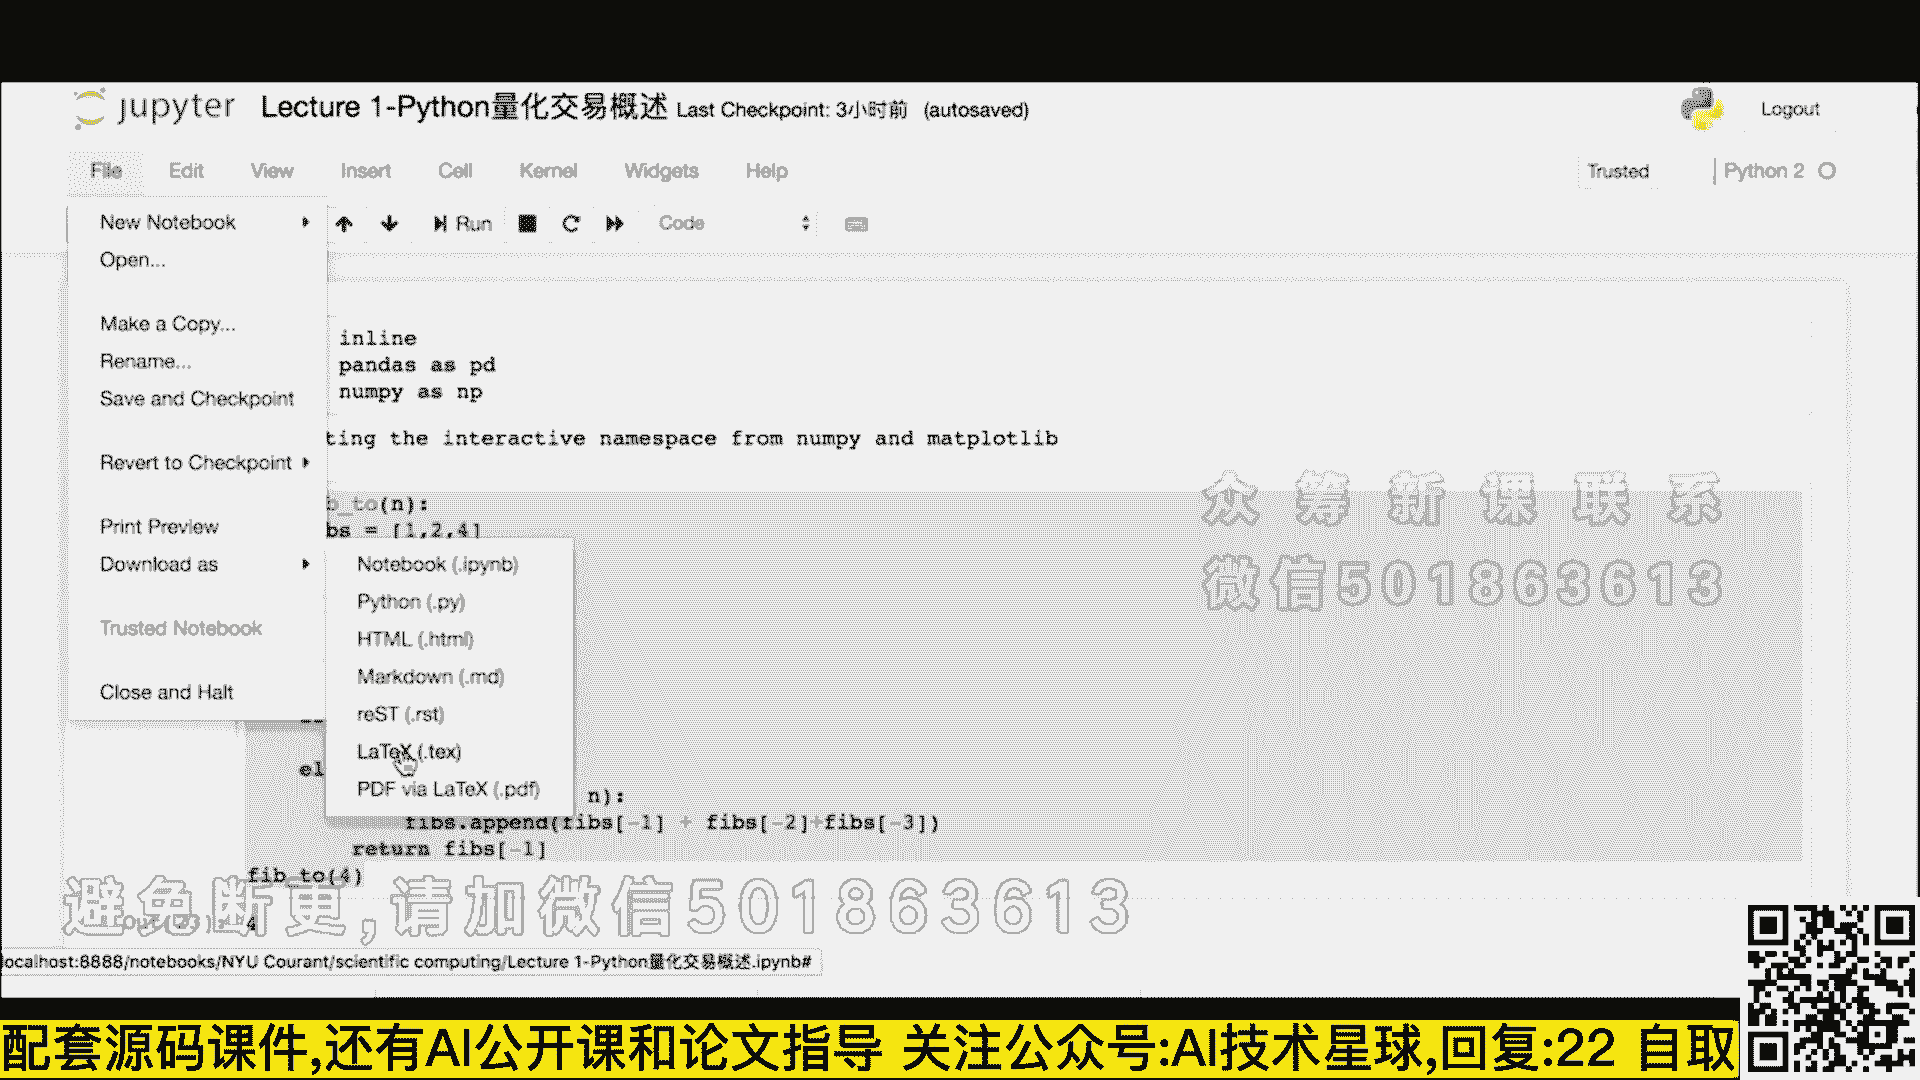 jupyter Lecture 1-Python量化交易概述 Last Checkpoint: 3小时前 (autosaved) Logout
File Edit View Insert Cell Kernel Widgets Help Trusted Python 2
New Notebook
Run Code
Open...
Make a Copy...
Rename...
Save and Checkpoint
Revert to Checkpoint
Print Preview
Download as
Trusted Notebook
Close and Halt
Notebook (.ipynb)
Python (.py)
HTML (.html)
Markdown (.md)
reST (.rst)
LaTeX (.tex)
PDF via LaTeX (.pdf)
inline
pandas as pd
numpy as np
ting the interactive namespace from numpy and matplotlib
b_to(n):
bs = [1,2,4]
el
n):
fibs.append(fibs[-1] + fibs[-2]+fibs[-3])
return fibs[-1]
fib_to(4)
Out[23]: 4
众筹新课联系
微信501863613
避免断更,请加微信501863613
localhost:8888/notebooks/NYU Courant/scientific computing/Lecture 1-Python量化交易概述.ipynb#
配套源码课件,还有AI公开课和论文指导 关注公众号:AI技术星球,回复:22 自取